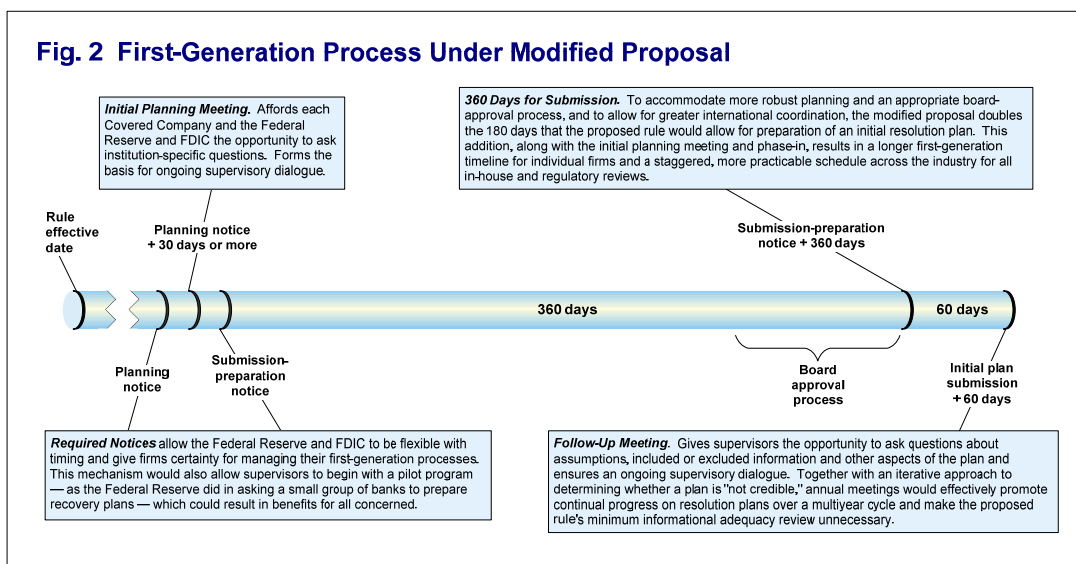 Fig. 2 First-Generation Process Under Modified Proposal
Initial Planning Meeting. Affords each
Covered Company and the Federal
Reserve and FDIC the opportunity to ask
institution-specific questions. Forms the
basis for ongoing supervisory dialogue.
360 Days for Submission. To accommodate more robust planning and an appropriate board-
approval process, and to allow for greater international coordination, the modified proposal doubles
the 180 days that the proposed rule would allow for preparation of an initial resolution plan. This
addition, along with the initial planning meeting and phase-in, results in a longer first-generation
timeline for individual firms and a staggered, more practicable schedule across the industry for all
in-house and regulatory reviews.
Rule
effective
date
Planning notice
+ 30 days or more
Submission-preparation
notice + 360 days
360 days
60 days
Planning
notice
Submission-
preparation
notice
Board
approval
process
Initial plan
submission
+ 60 days
Required Notices allow the Federal Reserve and FDIC to be flexible with
timing and give firms certainty for managing their first-generation processes.
This mechanism would also allow supervisors to begin with a pilot program
— as the Federal Reserve did in asking a small group of banks to prepare
recovery plans — which could result in benefits for all concerned.
Follow-Up Meeting. Gives supervisors the opportunity to ask questions about
assumptions, included or excluded information and other aspects of the plan and
ensures an ongoing supervisory dialogue. Together with an iterative approach to
determining whether a plan is "not credible," annual meetings would effectively promote
continual progress on resolution plans over a multiyear cycle and make the proposed
rule's minimum informational adequacy review unnecessary.